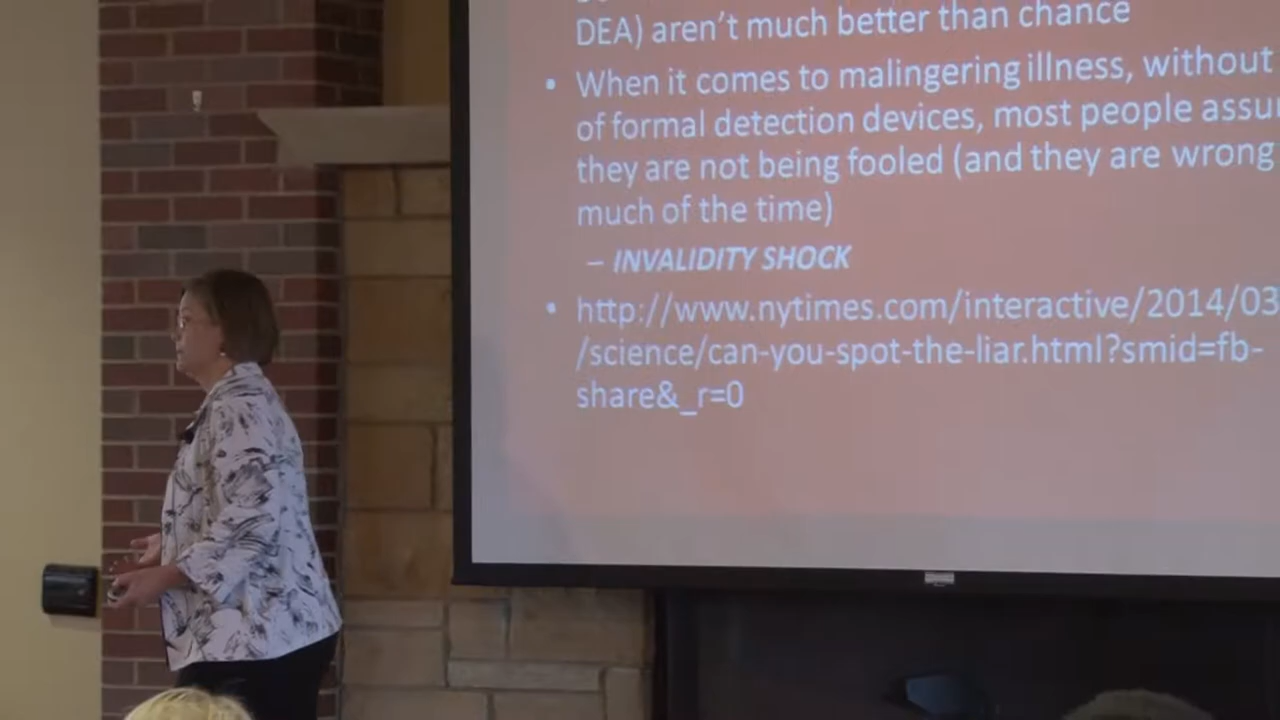 DEA) aren't much better than chance
• When it comes to malingering illness, without
of formal detection devices, most people assu
they are not being fooled (and they are wrong
much of the time)
– INVALIDITY SHOCK
• http://www.nytimes.com/interactive/2014/03
/science/can-you-spot-the-liar.html?smid=fb-
share&_r=0